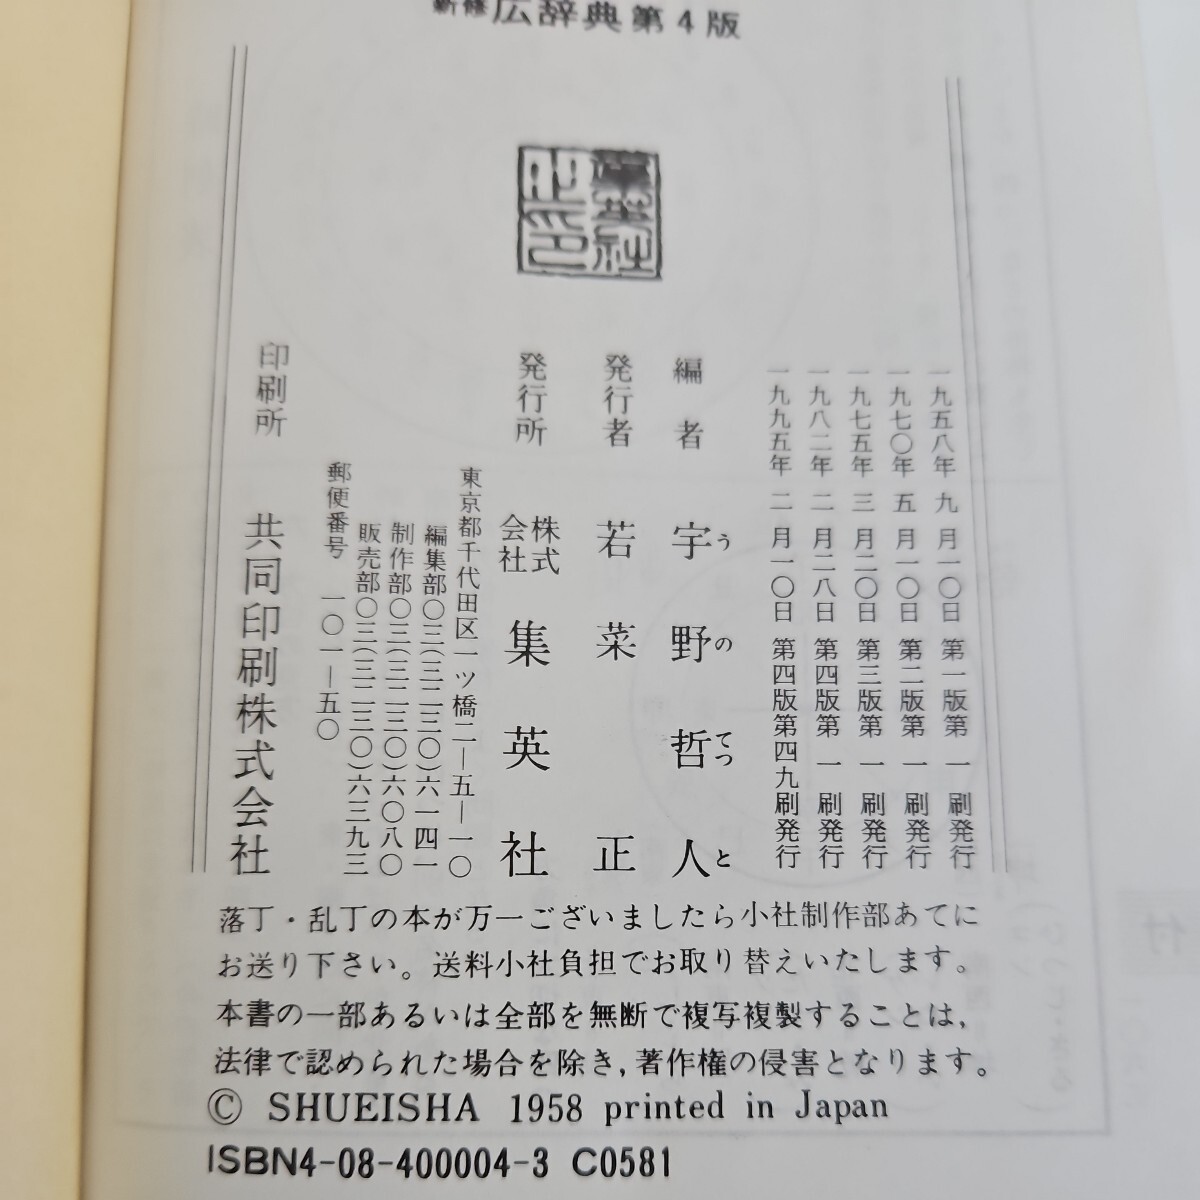 新修 広辞典 第4版
集英社之印
一九五八年 九 月一〇日 第一版第 一 刷発行
一九七〇年 五 月一〇日 第二版第 一 刷発行
一九七五年 三 月二〇日 第三版第 一 刷発行
一九八二年 二 月二八日 第四版第 一 刷発行
一九九五年 二 月一〇日 第四版第四九刷発行
編者 宇野哲人
うのてつと
発行者 若菜 正
発行所 株式会社 集英社
東京都千代田区一ツ橋二―五―一〇
編集部〇三(三二三〇)六一四一
制作部〇三(三二三〇)六〇八〇
販売部〇三(三二三〇)六三九三
郵便番号 一〇一―五〇
印刷所 共同印刷株式会社
落丁・乱丁の本が万一ございましたら小社制作部あてに
お送り下さい。送料小社負担でお取り替えいたします。
本書の一部あるいは全部を無断で複写複製することは,
法律で認められた場合を除き,著作権の侵害となります。
© SHUEISHA 1958 printed in Japan
ISBN4-08-400004-3 C0581